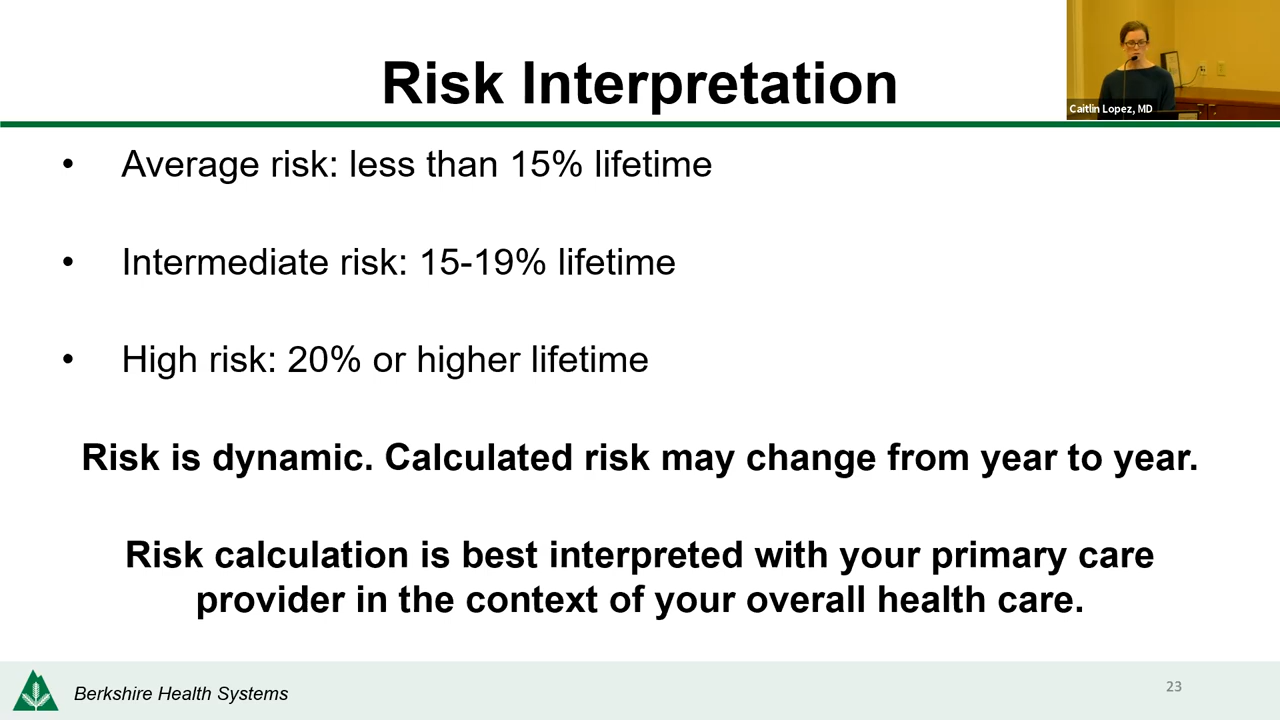 Risk Interpretation
Caitlin Lopez, MD
• Average risk: less than 15% lifetime
• Intermediate risk: 15-19% lifetime
• High risk: 20% or higher lifetime
Risk is dynamic. Calculated risk may change from year to year.
Risk calculation is best interpreted with your primary care
provider in the context of your overall health care.
Berkshire Health Systems
23